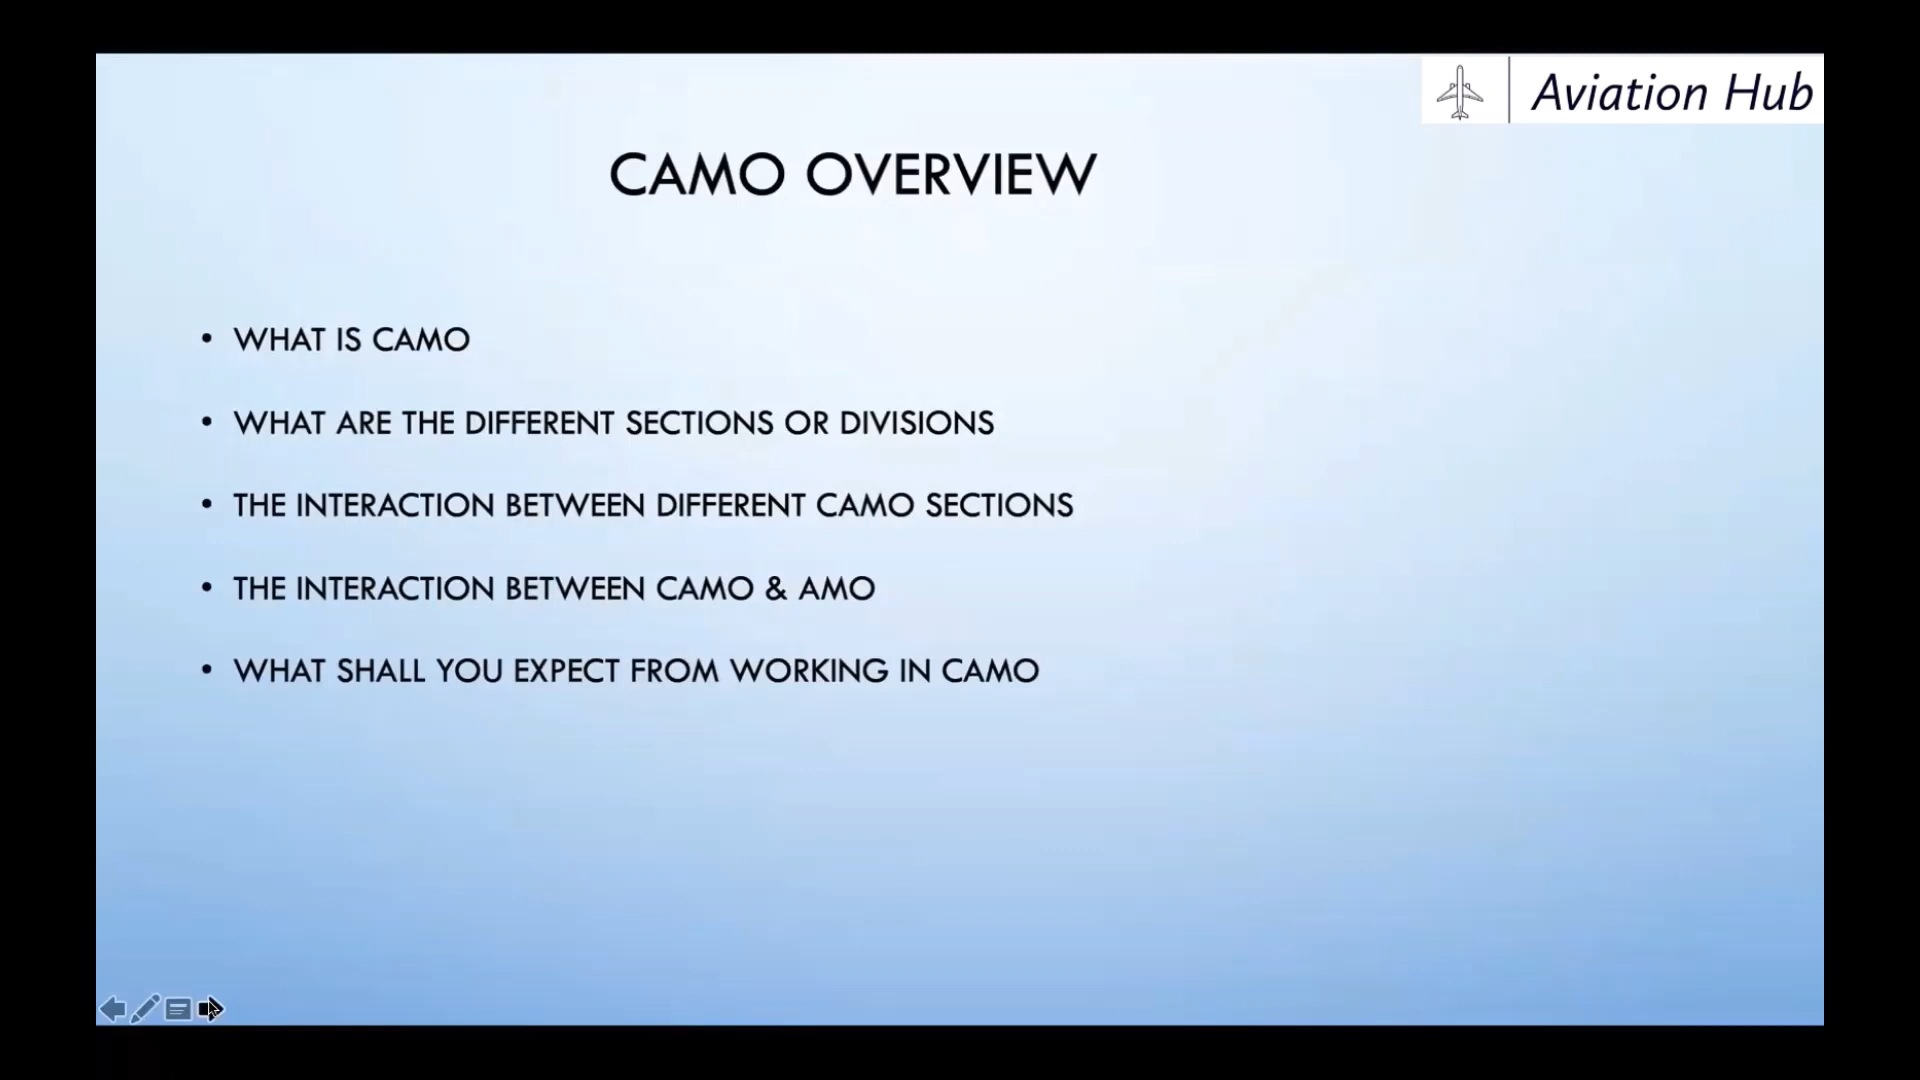 Aviation Hub
CAMO OVERVIEW
• WHAT IS CAMO
• WHAT ARE THE DIFFERENT SECTIONS OR DIVISIONS
• THE INTERACTION BETWEEN DIFFERENT CAMO SECTIONS
• THE INTERACTION BETWEEN CAMO & AMO
• WHAT SHALL YOU EXPECT FROM WORKING IN CAMO